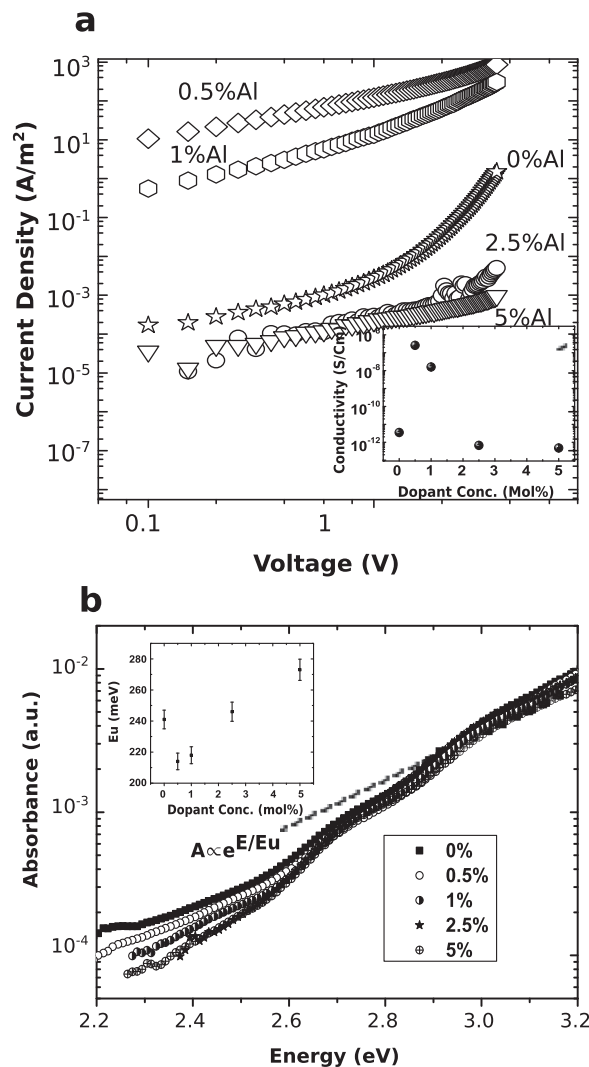 a
10³
10¹
10⁻¹
10⁻³
10⁻⁵
10⁻⁷
Current Density (A/m²)
0.5%Al
1%Al
0%Al
2.5%Al
5%Al
Conductivity (S/Cm)
10⁻⁶
10⁻⁸
10⁻¹⁰
10⁻¹²
0 1 2 3 4 5
Dopant Conc. (Mol%)
0.1 1
Voltage (V)
b
10⁻²
10⁻³
10⁻⁴
Absorbance (a.u.)
Eu (meV)
280
260
240
220
200
0 1 2 3 4 5
Dopant Conc. (mol%)
A∝e^E/Eu
0%
0.5%
1%
2.5%
5%
2.2 2.4 2.6 2.8 3.0 3.2
Energy (eV)